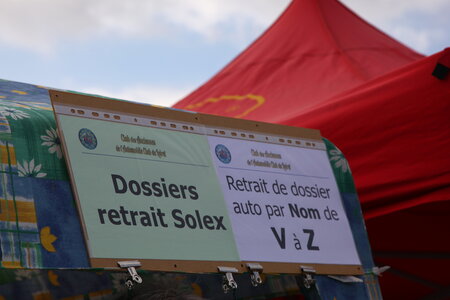 Dossiers
retrait Solex
Retrait de dossier
auto par Nom de
V à Z